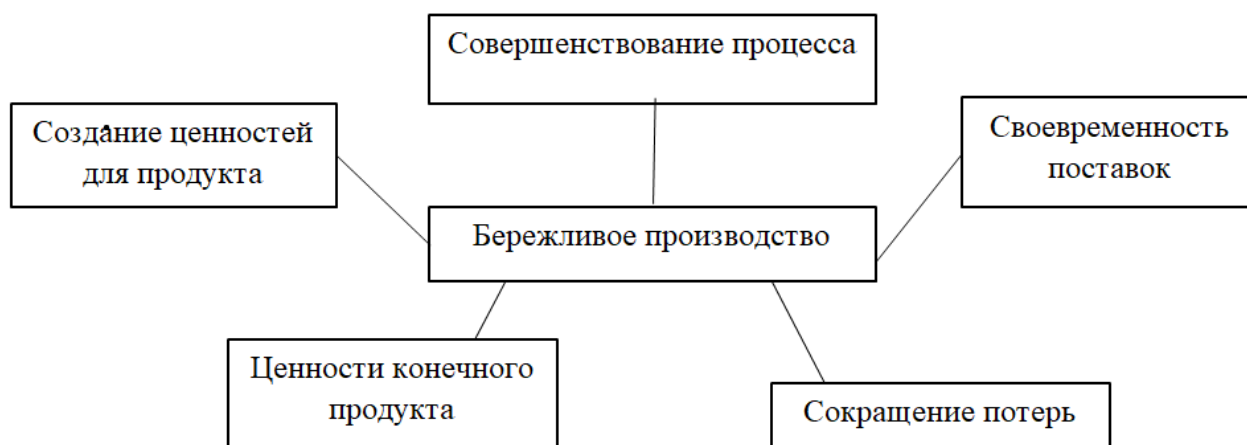 Совершенствование процесса
Создание ценностей
для продукта
Своевременность
поставок
Бережливое производство
Ценности конечного
продукта
Сокращение потерь